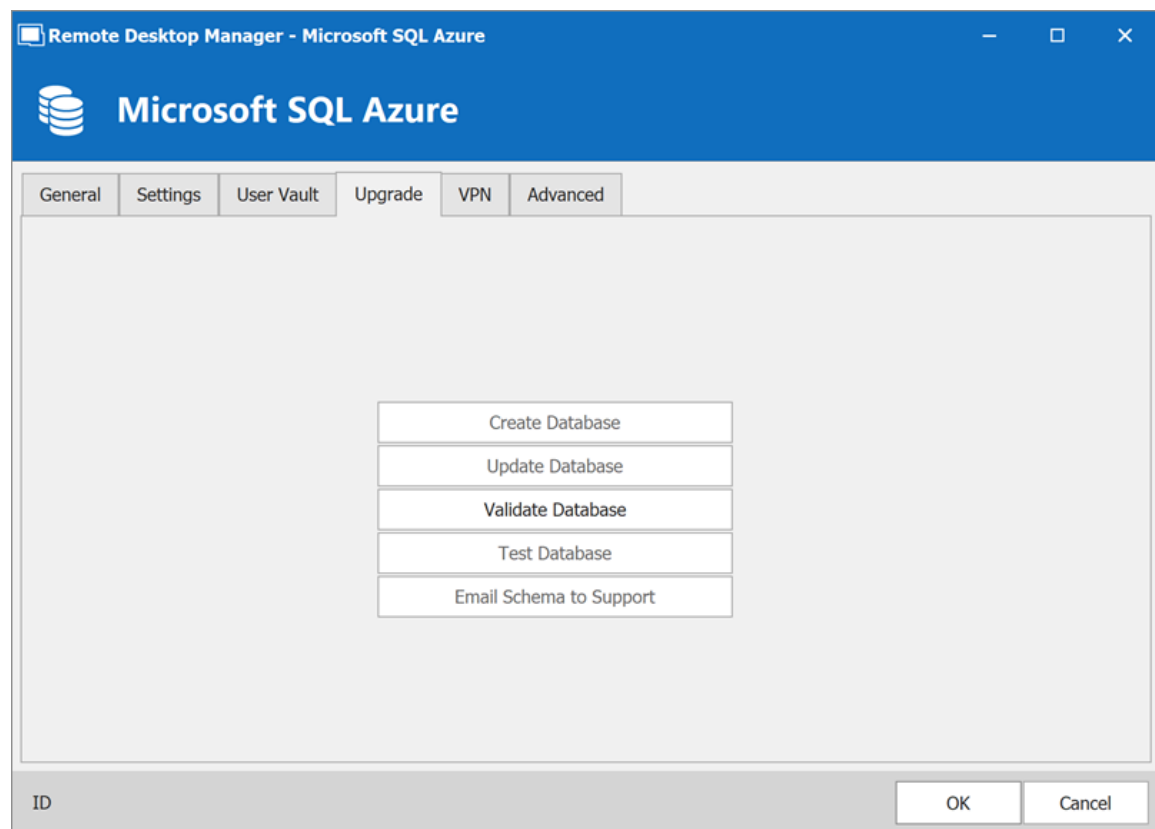 Remote Desktop Manager - Microsoft SQL Azure
Microsoft SQL Azure
General Settings User Vault Upgrade VPN Advanced
Create Database
Update Database
Validate Database
Test Database
Email Schema to Support
ID OK Cancel